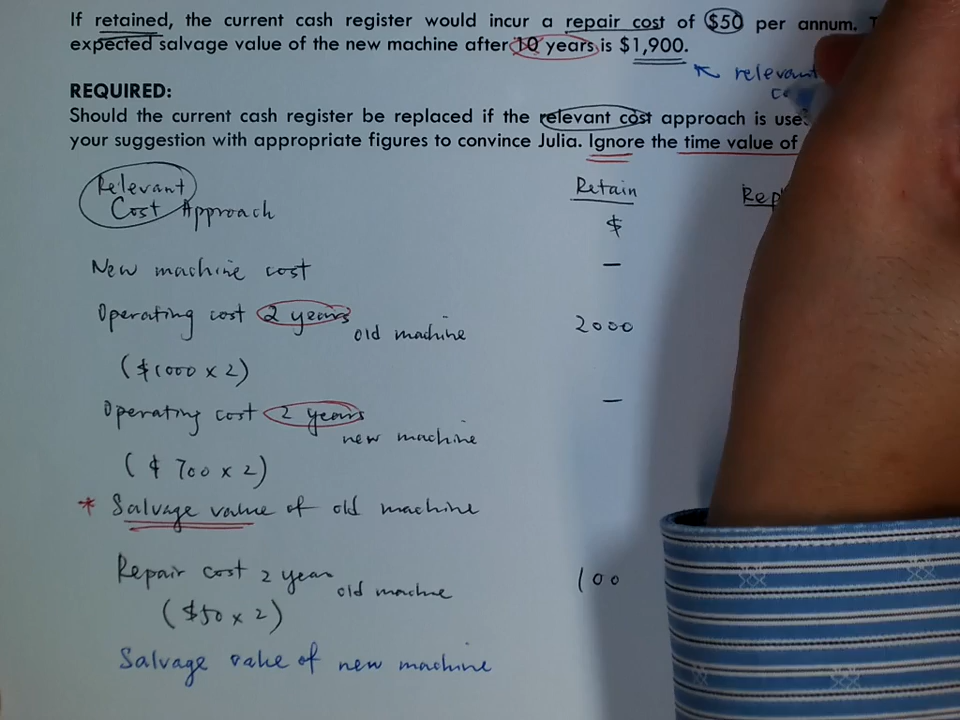 If retained, the current cash register would incur a repair cost of $50 per annum.
expected salvage value of the new machine after 10 years is $1,900.
relevant
REQUIRED:
Should the current cash register be replaced if the relevant cost approach is use
your suggestion with appropriate figures to convince Julia. Ignore the time value of
Relevant Retain
Cost Approach $
New machine cost —
Operating cost 2 years old machine 2000
($1000 x 2)
Operating cost 2 years new machine —
($ 700 x 2)
* Salvage value of old machine
Repair cost 2 years old machine 100
($50 x 2)
Salvage value of new machine